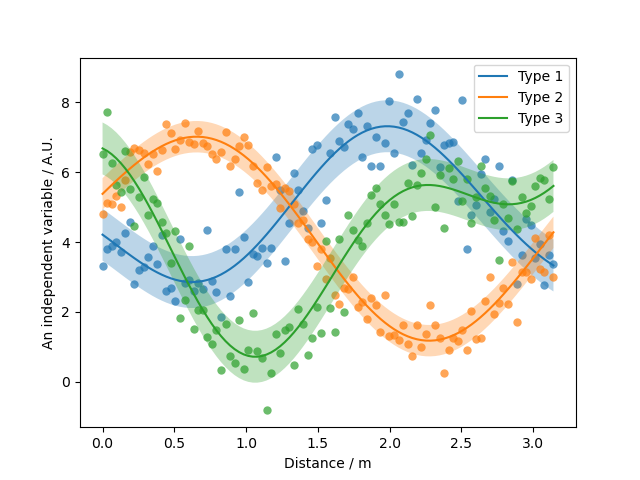 Type 1
Type 2
Type 3
An independent variable / A.U.
8
6
4
2
0
0.0 0.5 1.0 1.5 2.0 2.5 3.0
Distance / m